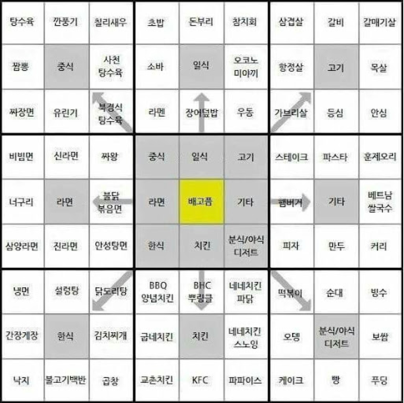 탕수육 깐풍기 칠리새우 초밥 돈부리 참치회 삼겹살 갈비 갈매기살
짬뽕 중식 사천
탕수육 소바 일식 오코노
미야끼 항정살 고기 목살
짜장면 유린기 북경식
탕수육 라멘 장어덮밥 우동 가브리살 등심 안심
비빔면 신라면 짜왕 중식 일식 고기 스테이크 파스타 훈제오리
너구리 라면 불닭
볶음면 라면 배고픔 기타 햄버거 기타 베트남
쌀국수
삼양라면 진라면 안성탕면 한식 치킨 분식/야식
디저트 피자 만두 커리
냉면 설렁탕 닭도리탕 BBQ
양념치킨 BHC
뿌링클 네네치킨
파닭 떡볶이 순대 빙수
간장게장 한식 김치찌개 굽네치킨 치킨 네네치킨
스노윙 오뎅 분식/야식
디저트 보쌈
낙지 불고기백반 곱창 교촌치킨 KFC 파파이스 케이크 빵 푸딩